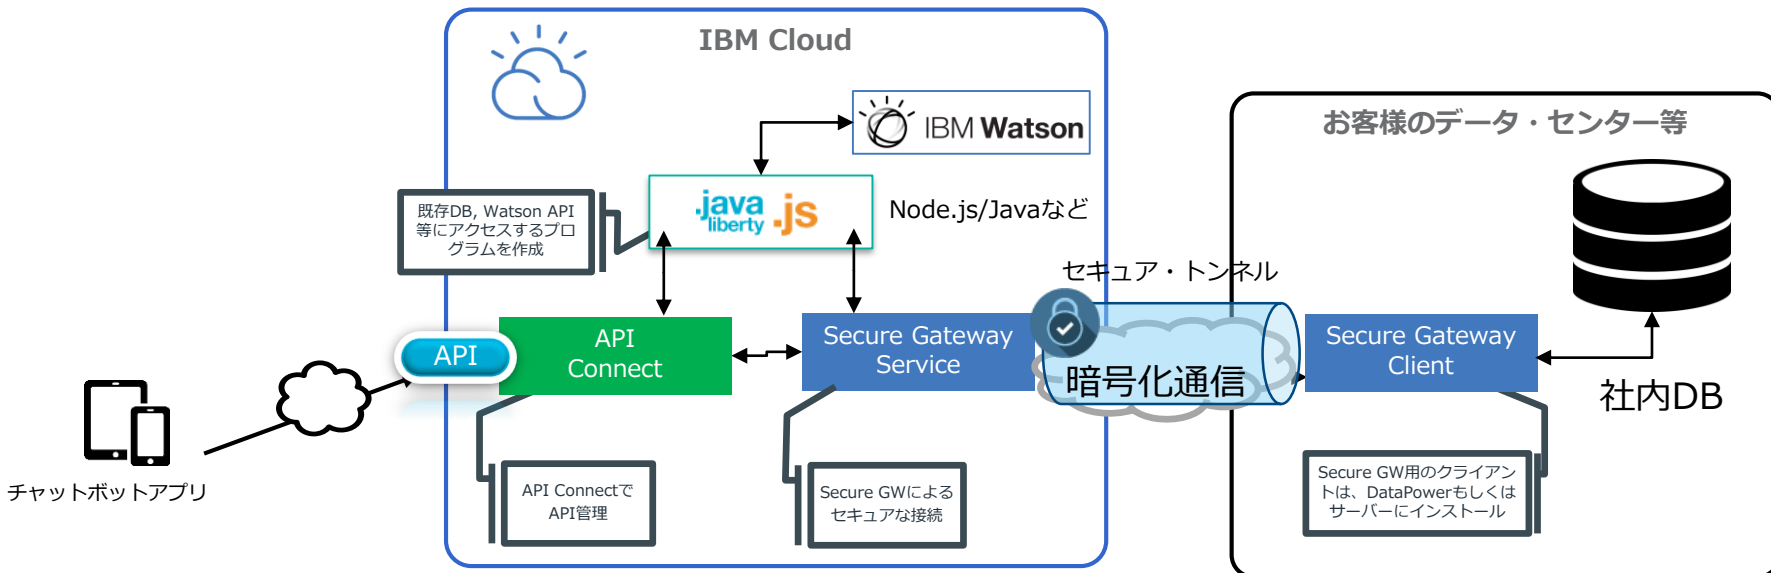 IBM Cloud
IBM Watson
お客様のデータ・センター等
既存DB, Watson API
等にアクセスするプロ
グラムを作成
.java
liberty
.js
Node.js/Javaなど
セキュア・トンネル
API
API
Connect
Secure Gateway
Service
暗号化通信
Secure Gateway
Client
社内DB
チャットボットアプリ
API Connectで
API管理
Secure GWによる
セキュアな接続
Secure GW用のクライアン
トは、DataPowerもしくは
サーバーにインストール